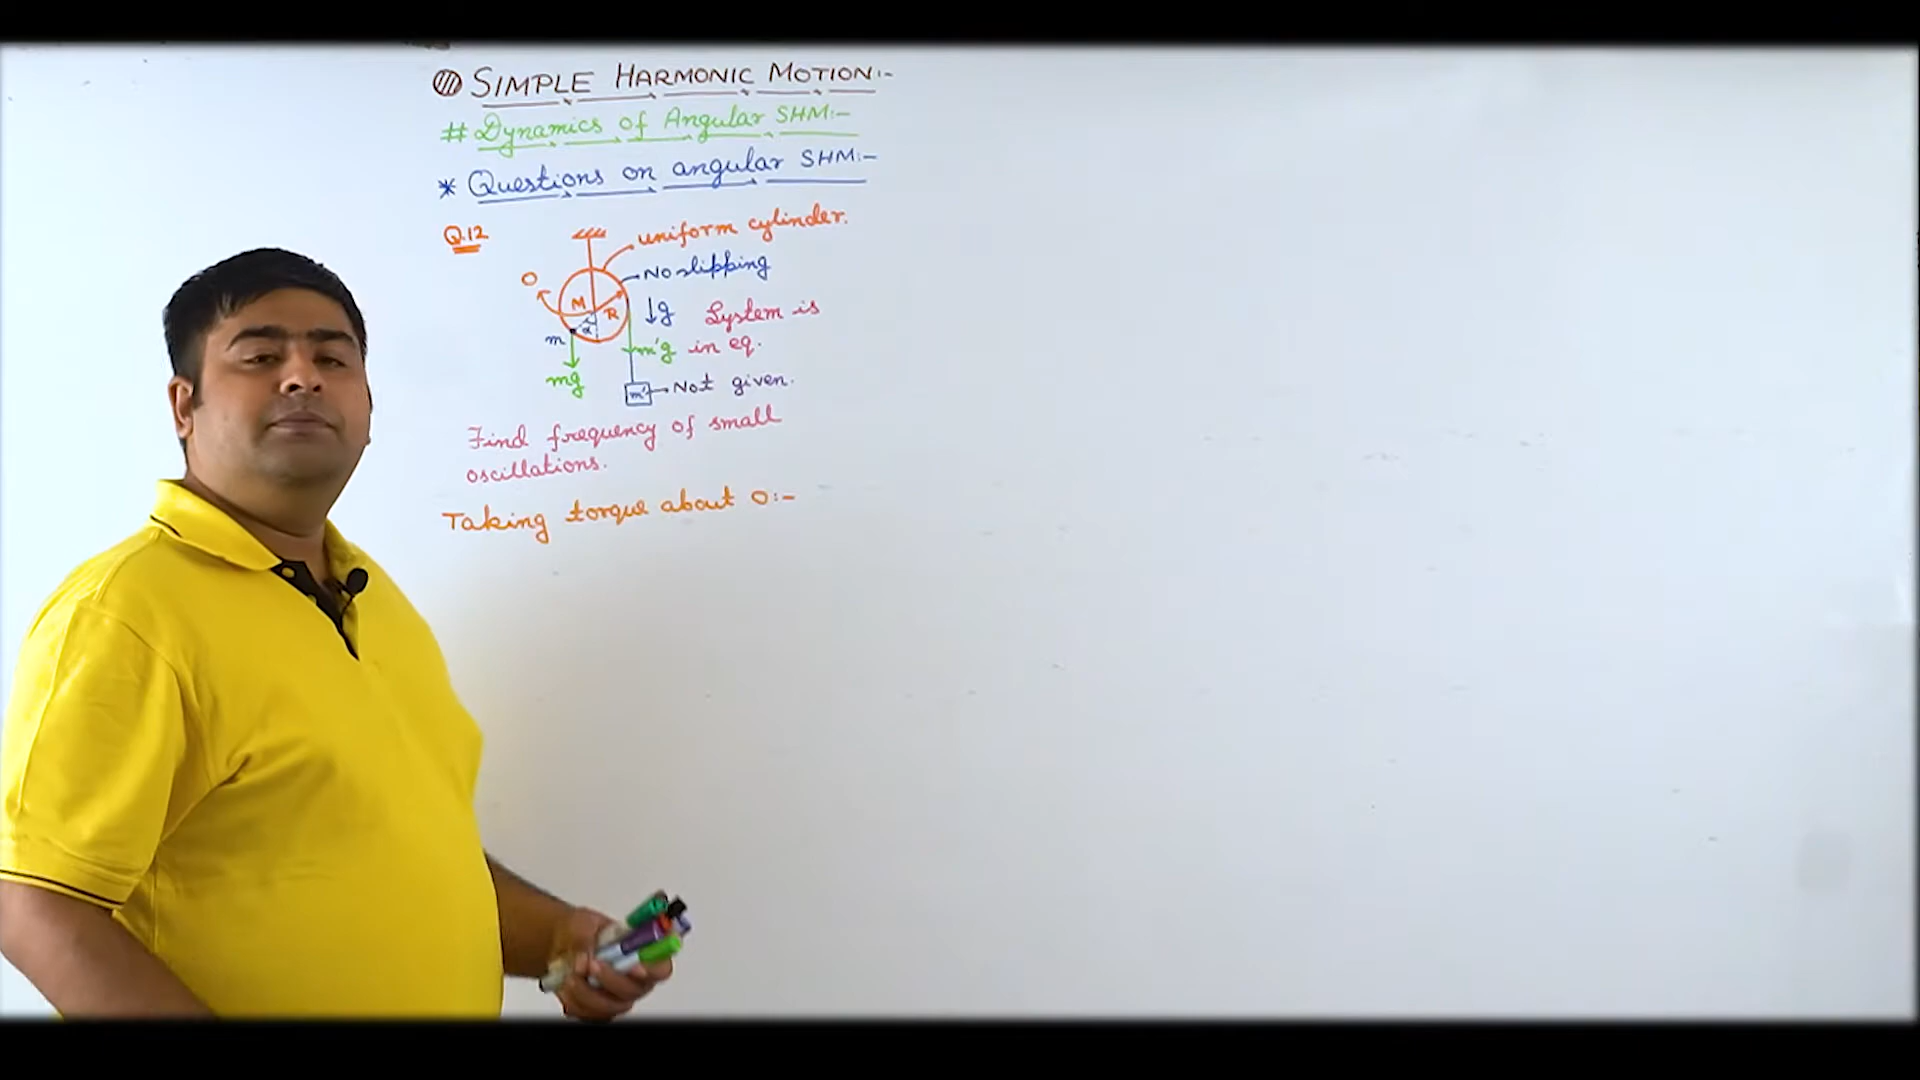 SIMPLE HARMONIC MOTION:-
# Dynamics of Angular SHM:-
* Questions on angular SHM:-
Q.12
uniform cylinder.
No slipping
O
M
R
↓g
α
m
System is
in eq.
m'g
mg
m'
Not given.
Find frequency of small
oscillations.
Taking torque about O:-